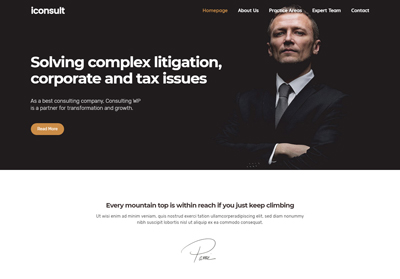 iconsult
Homepage About Us Practice Areas Expert Team Contact
Solving complex litigation,
corporate and tax issues
As a best consulting company, Consulting WP
is a partner for transformation and growth.
Read More
Every mountain top is within reach if you just keep climbing
Ut wisi enim ad minim veniam, quis nostrud exerci tation ullamcorperadipiscing elit, sed diam nonummy
nibh suscipit lobortis nisl ut aliquip ex ea commodo consequat.